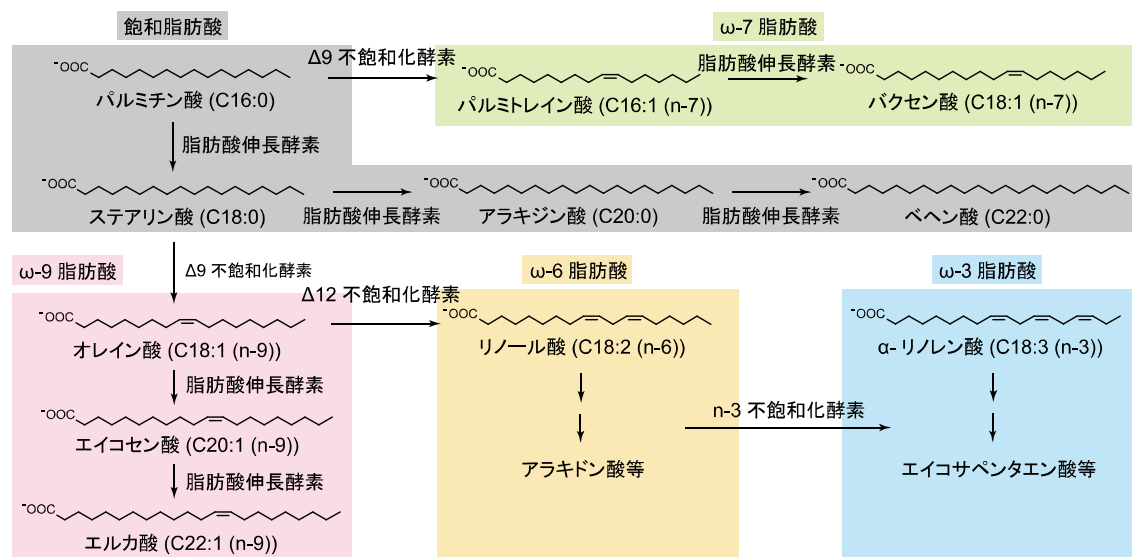 飽和脂肪酸
ω-7 脂肪酸
⁻OOC
Δ9 不飽和化酵素
⁻OOC
脂肪酸伸長酵素
⁻OOC
パルミチン酸 (C16:0)
パルミトレイン酸 (C16:1 (n-7))
バクセン酸 (C18:1 (n-7))
脂肪酸伸長酵素
⁻OOC
⁻OOC
⁻OOC
ステアリン酸 (C18:0)
脂肪酸伸長酵素
アラキジン酸 (C20:0)
脂肪酸伸長酵素
ベヘン酸 (C22:0)
ω-9 脂肪酸
Δ9 不飽和化酵素
ω-6 脂肪酸
ω-3 脂肪酸
Δ12 不飽和化酵素
⁻OOC
⁻OOC
⁻OOC
オレイン酸 (C18:1 (n-9))
リノール酸 (C18:2 (n-6))
α- リノレン酸 (C18:3 (n-3))
脂肪酸伸長酵素
⁻OOC
n-3 不飽和化酵素
エイコセン酸 (C20:1 (n-9))
アラキドン酸等
エイコサペンタエン酸等
脂肪酸伸長酵素
⁻OOC
エルカ酸 (C22:1 (n-9))